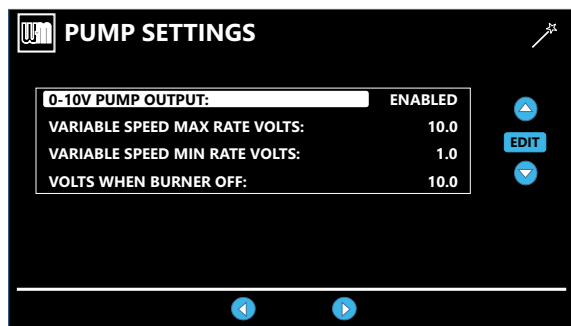 WM PUMP SETTINGS
0-10V PUMP OUTPUT: ENABLED
VARIABLE SPEED MAX RATE VOLTS: 10.0
EDIT
VARIABLE SPEED MIN RATE VOLTS: 1.0
VOLTS WHEN BURNER OFF: 10.0